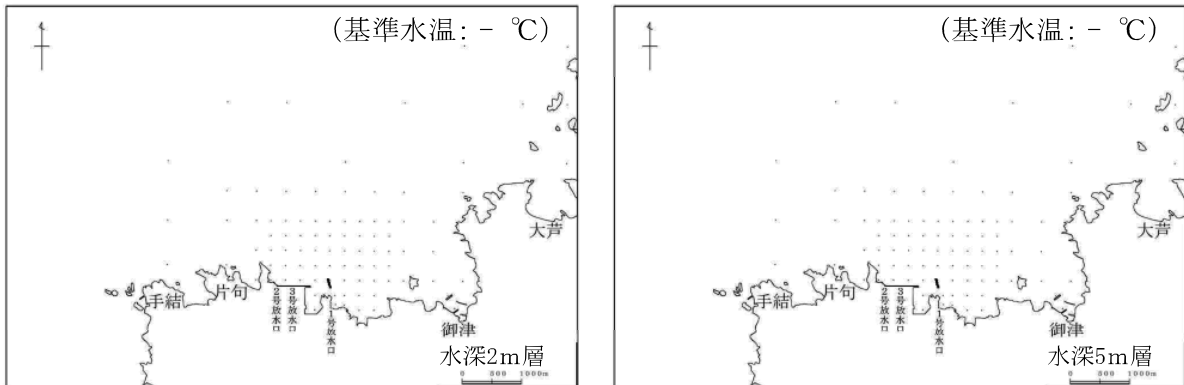 (基準水温: - ℃)
大芦
手結
片句
2号放水口
3号放水口
1号放水口
御津
水深2m層
0 500 1000m
(基準水温: - ℃)
大芦
手結
片句
2号放水口
3号放水口
1号放水口
御津
水深5m層
0 500 1000m